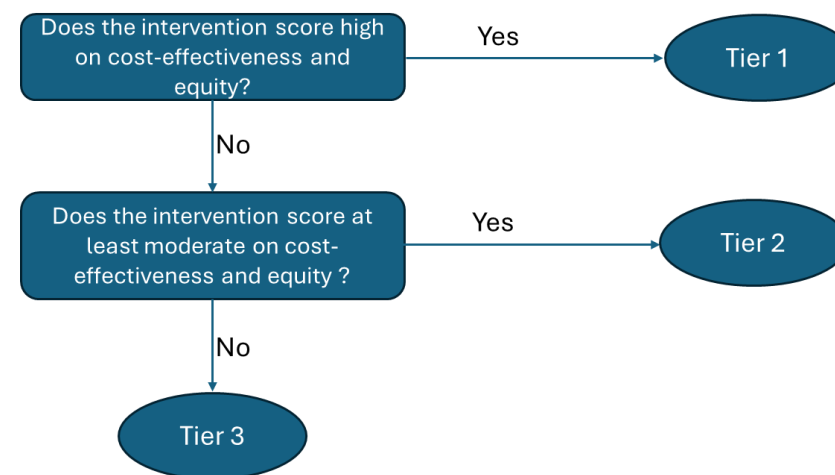 Does the intervention score high
on cost-effectiveness and
equity?
Yes
Tier 1
No
Does the intervention score at
least moderate on cost-
effectiveness and equity ?
Yes
Tier 2
No
Tier 3